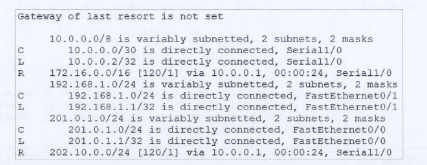 Gateway of last resort is not set
10.0.0.0/8 is variably subnetted, 2 subnets, 2 masks
C 10.0.0.0/30 is directly connected, Serial1/0
L 10.0.0.2/32 is directly connected, Serial1/0
R 172.16.0.0/16 [120/1] via 10.0.0.1, 00:00:24, Serial1/0
192.168.1.0/24 is variably subnetted, 2 subnets, 2 masks
C 192.168.1.0/24 is directly connected, FastEthernet0/1
L 192.168.1.1/32 is directly connected, FastEthernet0/1
201.0.1.0/24 is variably subnetted, 2 subnets, 2 masks
C 201.0.1.0/24 is directly connected, FastEthernet0/0
L 201.0.1.1/32 is directly connected, FastEthernet0/0
R 202.10.0.0/24 [120/1] via 10.0.0.1, 00:00:24, Serial1/0